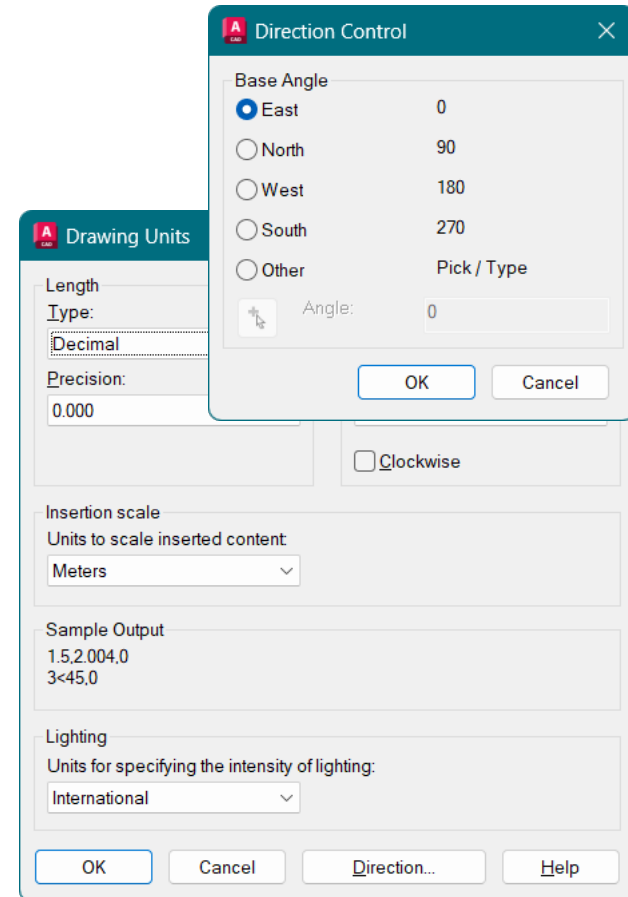 A
CAD
Direction Control
Base Angle
East 0
North 90
West 180
South 270
Other Pick / Type
Angle: 0
OK Cancel
A
CAD
Drawing Units
Length
Type:
Decimal
Precision:
0.000
Clockwise
Insertion scale
Units to scale inserted content:
Meters
Sample Output
1.5,2.004,0
3<45,0
Lighting
Units for specifying the intensity of lighting:
International
OK Cancel Direction... Help